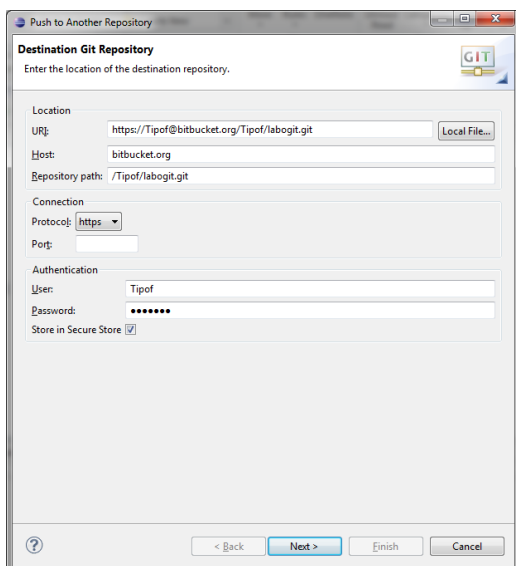 Push to Another Repository
Destination Git Repository
Enter the location of the destination repository.
GIT
Location
URI: https://Tipof@bitbucket.org/Tipof/labogit.git Local File...
Host: bitbucket.org
Repository path: /Tipof/labogit.git
Connection
Protocol: https
Port:
Authentication
User: Tipof
Password: •••••••
Store in Secure Store
? < Back Next > Finish Cancel